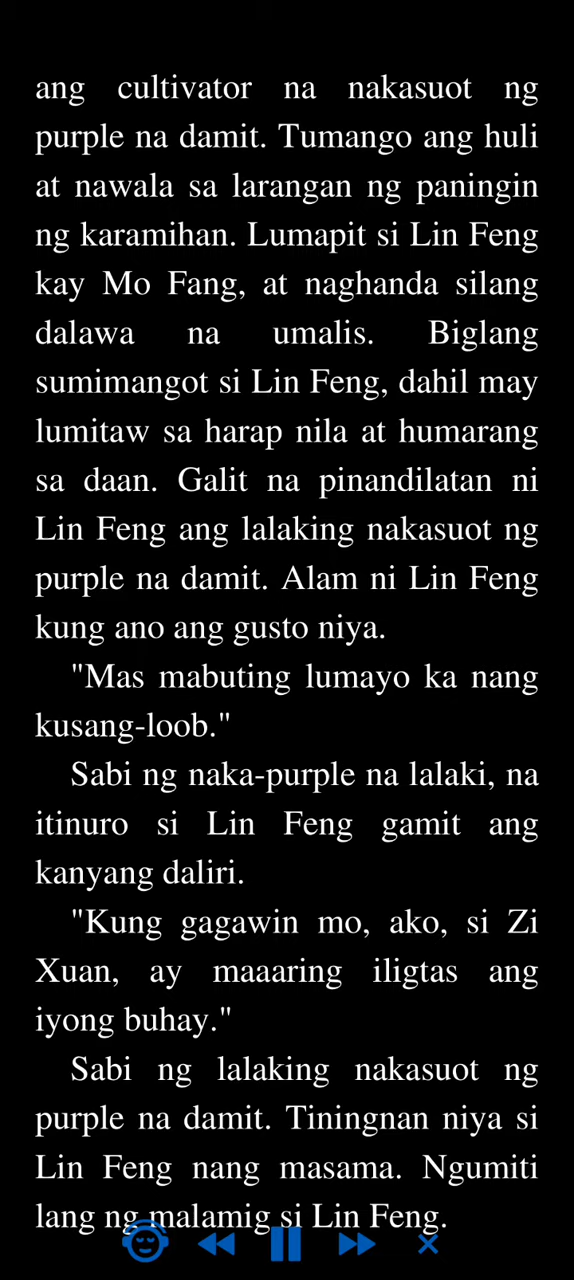 ang cultivator na nakasuot ng
purple na damit. Tumango ang huli
at nawala sa larangan ng paningin
ng karamihan. Lumapit si Lin Feng
kay Mo Fang, at naghanda silang
dalawa na umalis. Biglang
sumimangot si Lin Feng, dahil may
lumitaw sa harap nila at humarang
sa daan. Galit na pinandilatan ni
Lin Feng ang lalaking nakasuot ng
purple na damit. Alam ni Lin Feng
kung ano ang gusto niya.
"Mas mabuting lumayo ka nang
kusang-loob."
Sabi ng naka-purple na lalaki, na
itinuro si Lin Feng gamit ang
kanyang daliri.
"Kung gagawin mo, ako, si Zi
Xuan, ay maaaring iligtas ang
iyong buhay."
Sabi ng lalaking nakasuot ng
purple na damit. Tiningnan niya si
Lin Feng nang masama. Ngumiti
lang ng malamig si Lin Feng.